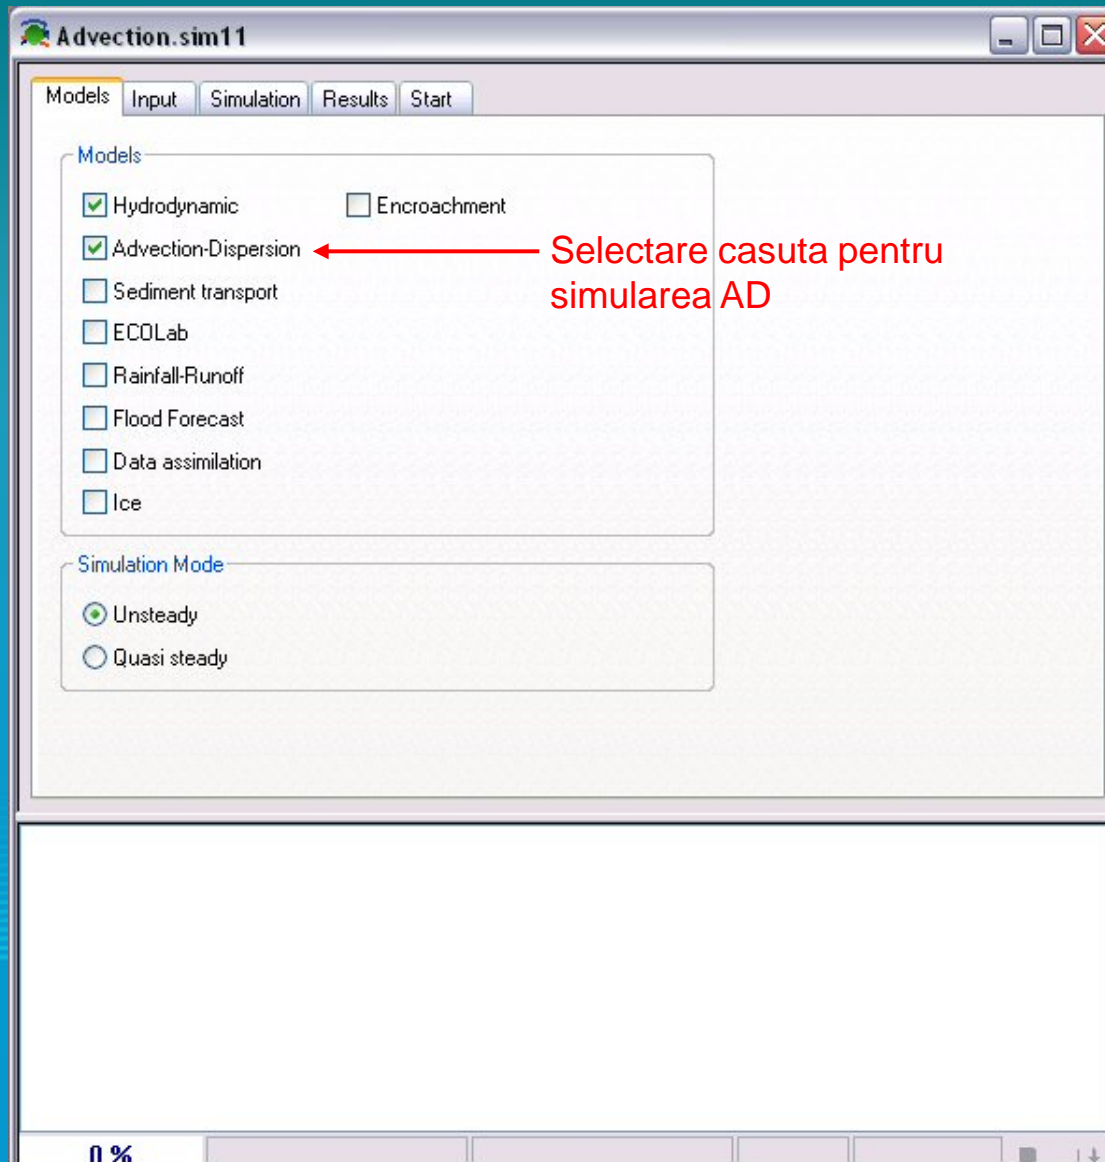 Advection.sim11
Models Input Simulation Results Start
Models
Hydrodynamic Encroachment
Advection-Dispersion
Selectare casuta pentru
simularea AD
Sediment transport
ECOLab
Rainfall-Runoff
Flood Forecast
Data assimilation
Ice
Simulation Mode
Unsteady
Quasi steady
0 %